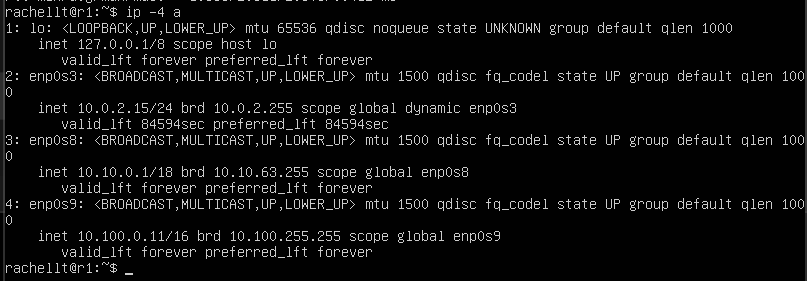 rachellt@r1:~$ ip -4 a
1: lo: <LOOPBACK,UP,LOWER_UP> mtu 65536 qdisc noqueue state UNKNOWN group default qlen 1000
    inet 127.0.0.1/8 scope host lo
       valid_lft forever preferred_lft forever
2: enp0s3: <BROADCAST,MULTICAST,UP,LOWER_UP> mtu 1500 qdisc fq_codel state UP group default qlen 100
0
    inet 10.0.2.15/24 brd 10.0.2.255 scope global dynamic enp0s3
       valid_lft 84594sec preferred_lft 84594sec
3: enp0s8: <BROADCAST,MULTICAST,UP,LOWER_UP> mtu 1500 qdisc fq_codel state UP group default qlen 100
0
    inet 10.10.0.1/18 brd 10.10.63.255 scope global enp0s8
       valid_lft forever preferred_lft forever
4: enp0s9: <BROADCAST,MULTICAST,UP,LOWER_UP> mtu 1500 qdisc fq_codel state UP group default qlen 100
0
    inet 10.100.0.11/16 brd 10.100.255.255 scope global enp0s9
       valid_lft forever preferred_lft forever
rachellt@r1:~$ _